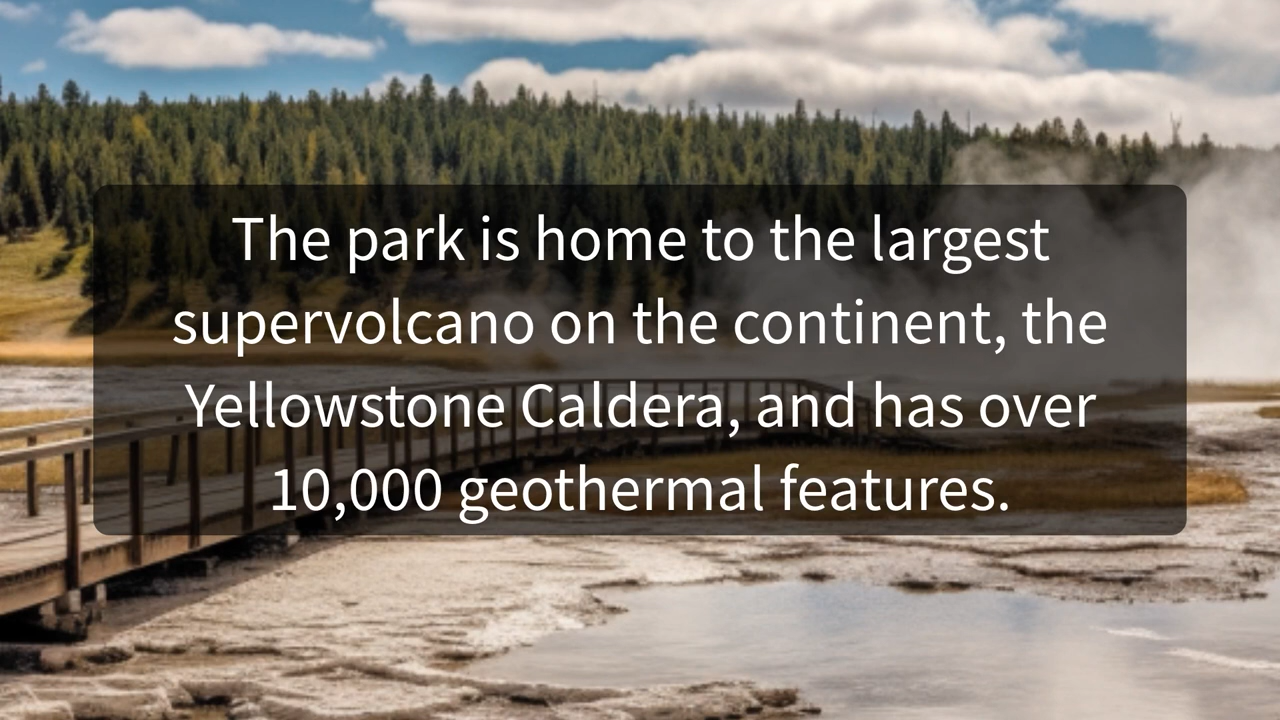 The park is home to the largest
supervolcano on the continent, the
Yellowstone Caldera, and has over
10,000 geothermal features.